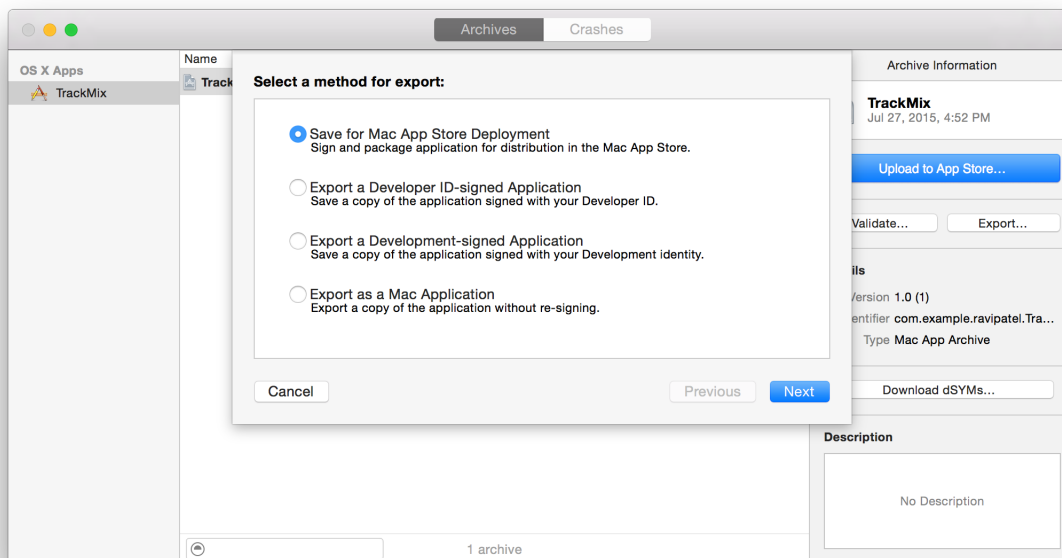 Archives
Crashes
OS X Apps
TrackMix
Name
Track
Select a method for export:
Save for Mac App Store Deployment
Sign and package application for distribution in the Mac App Store.
Export a Developer ID-signed Application
Save a copy of the application signed with your Developer ID.
Export a Development-signed Application
Save a copy of the application signed with your Development identity.
Export as a Mac Application
Export a copy of the application without re-signing.
Cancel
Previous
Next
Archive Information
TrackMix
Jul 27, 2015, 4:52 PM
Upload to App Store...
Validate...
Export...
ils
Version 1.0 (1)
entifier com.example.ravipatel.Tra...
Type Mac App Archive
Download dSYMs...
Description
No Description
1 archive